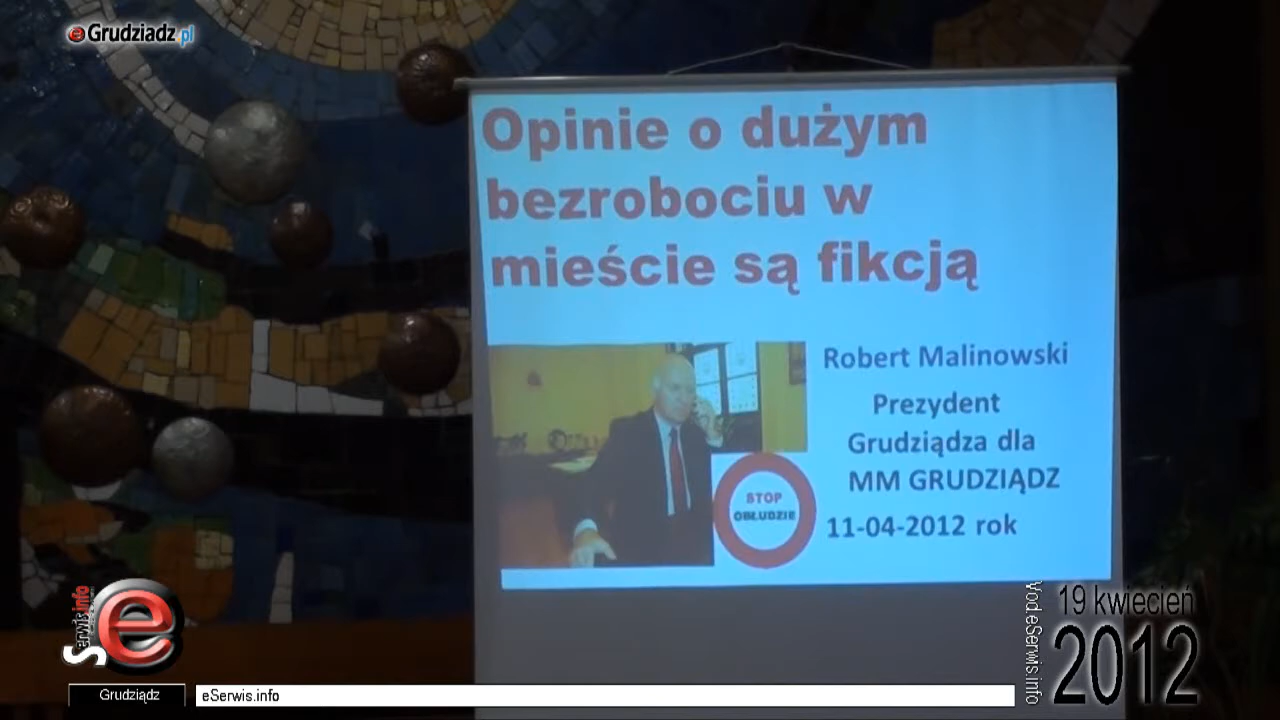 eGrudziadz.pl
Opinie o dużym
bezrobociu w
mieście są fikcją
Robert Malinowski
Prezydent
Grudziądza dla
MM GRUDZIĄDZ
11-04-2012 rok
STOP
OBŁUDZIE
eSerwis.info
Vod.eSerwis.info
19 kwiecień
2012
Grudziądz
eSerwis.info